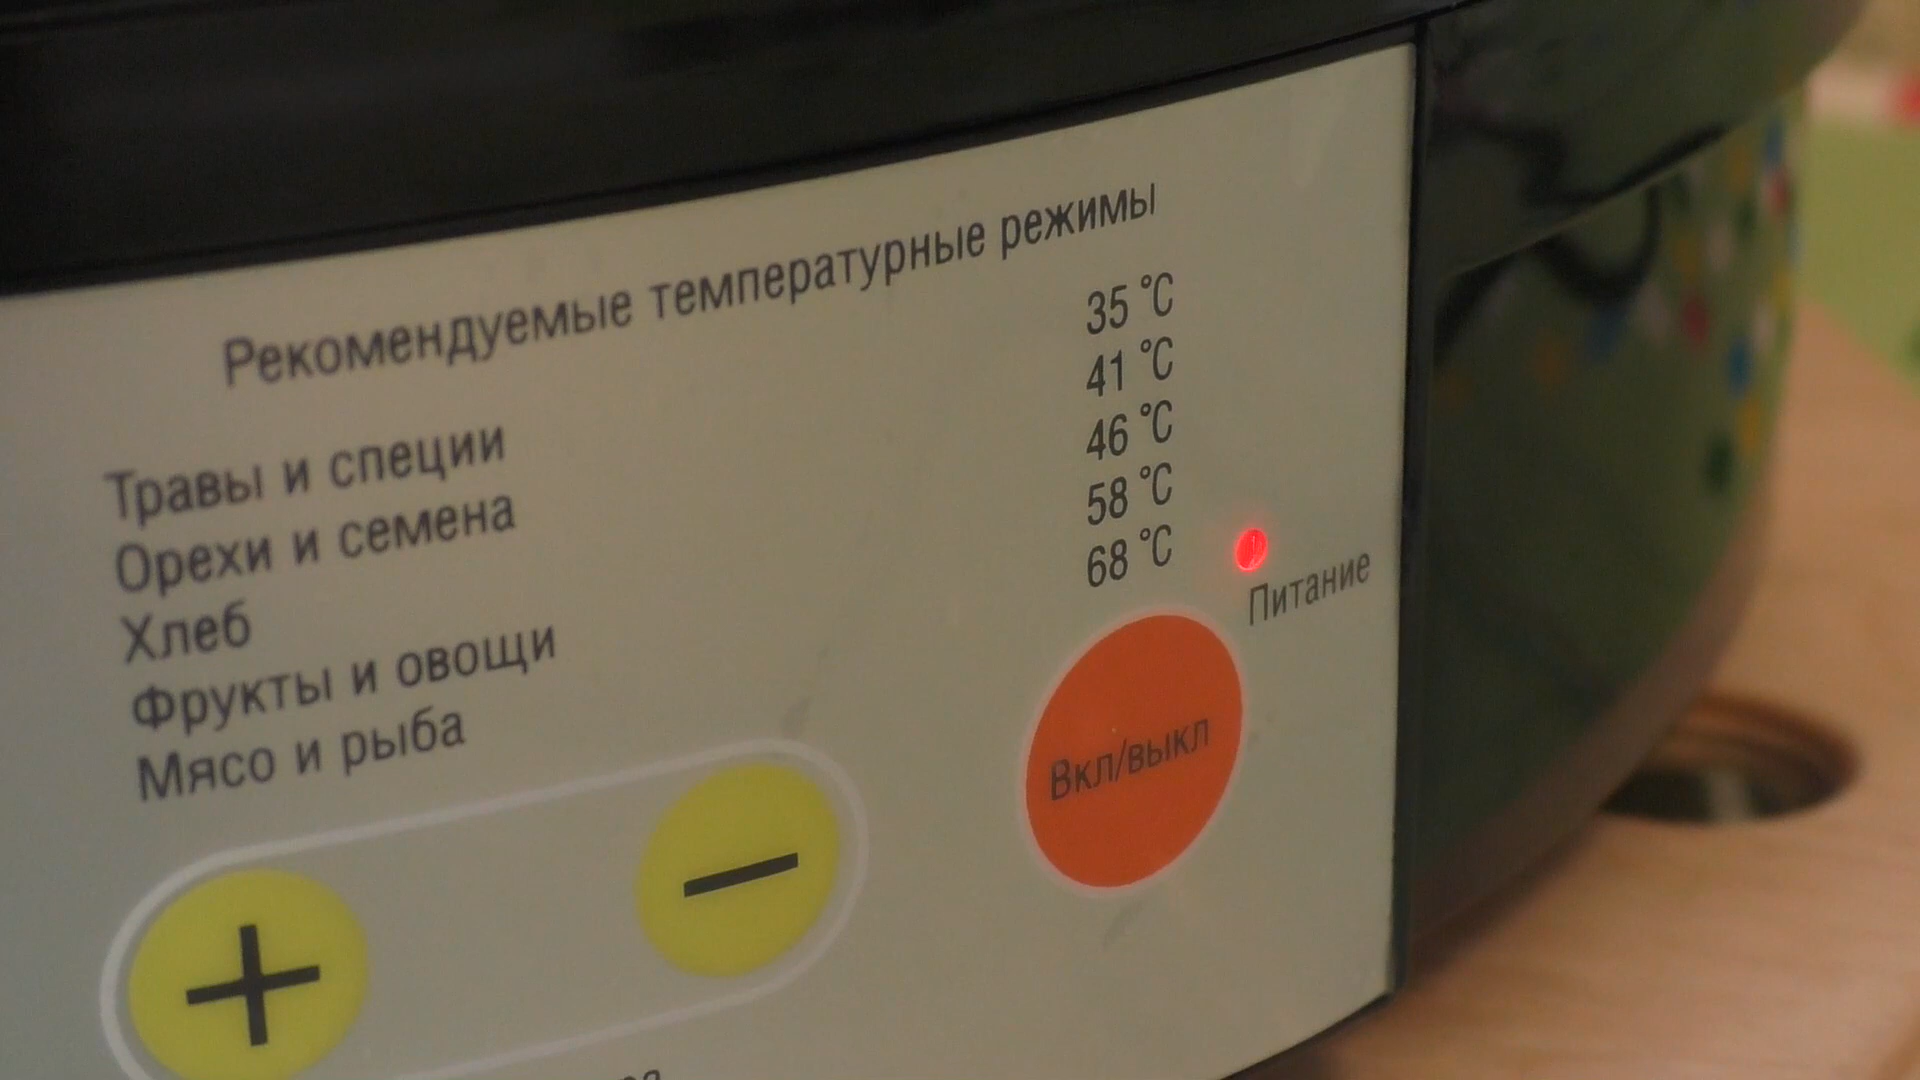 Рекомендуемые температурные режимы
Травы и специи 35 °C
Орехи и семена 41 °C
Хлеб 46 °C
Фрукты и овощи 58 °C
Мясо и рыба 68 °C
Питание
Вкл/выкл
+ −